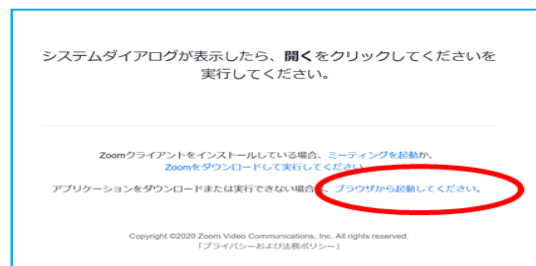 システムダイアログが表示したら、開くをクリックしてくださいを
実行してください。
Zoomクライアントをインストールしている場合、ミーティングを起動か、
Zoomをダウンロードして実行してください。
アプリケーションをダウンロードまたは実行できない場合は、ブラウザから起動してください。
Copyright ©2020 Zoom Video Communications, Inc. All rights reserved.
「プライバシーおよび法務ポリシー」